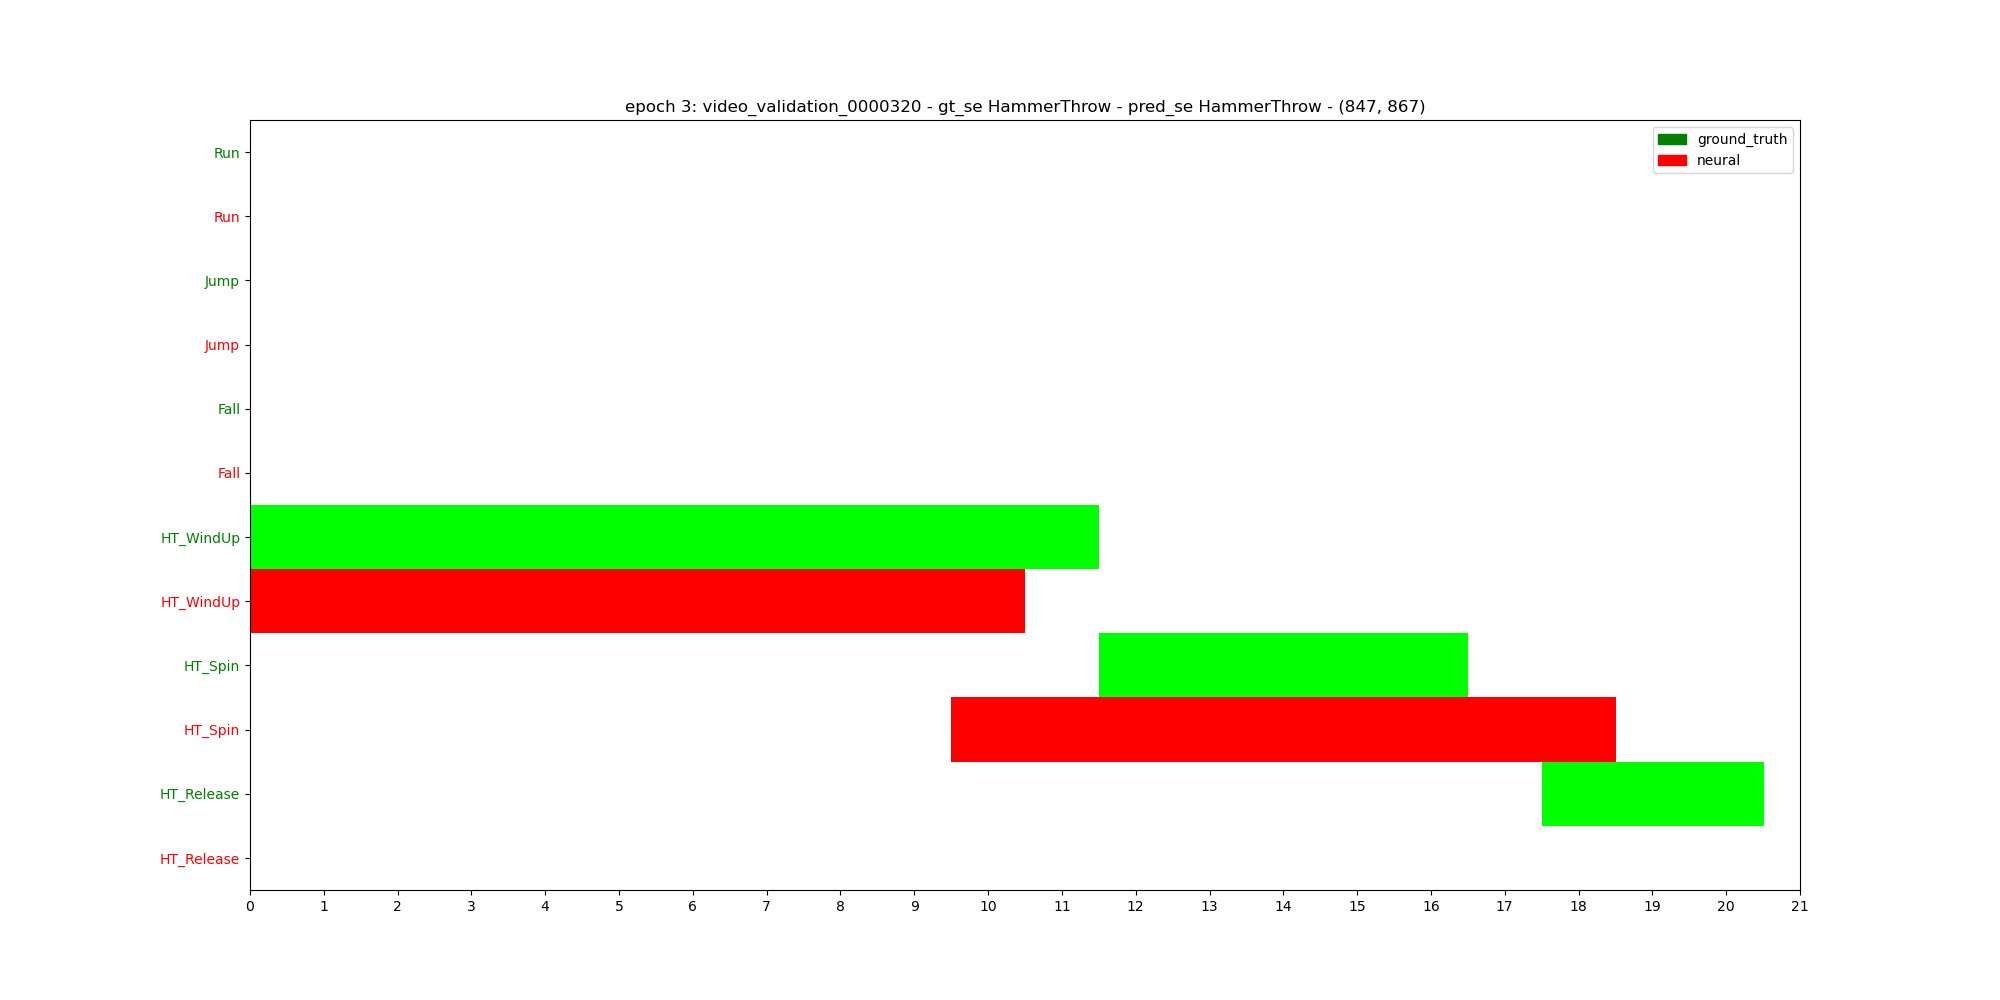 epoch 3: video_validation_0000320 - gt_se HammerThrow - pred_se HammerThrow - (847, 867)
ground_truth
neural
Run
Run
Jump
Jump
Fall
Fall
HT_WindUp
HT_WindUp
HT_Spin
HT_Spin
HT_Release
HT_Release
0 1 2 3 4 5 6 7 8 9 10 11 12 13 14 15 16 17 18 19 20 21